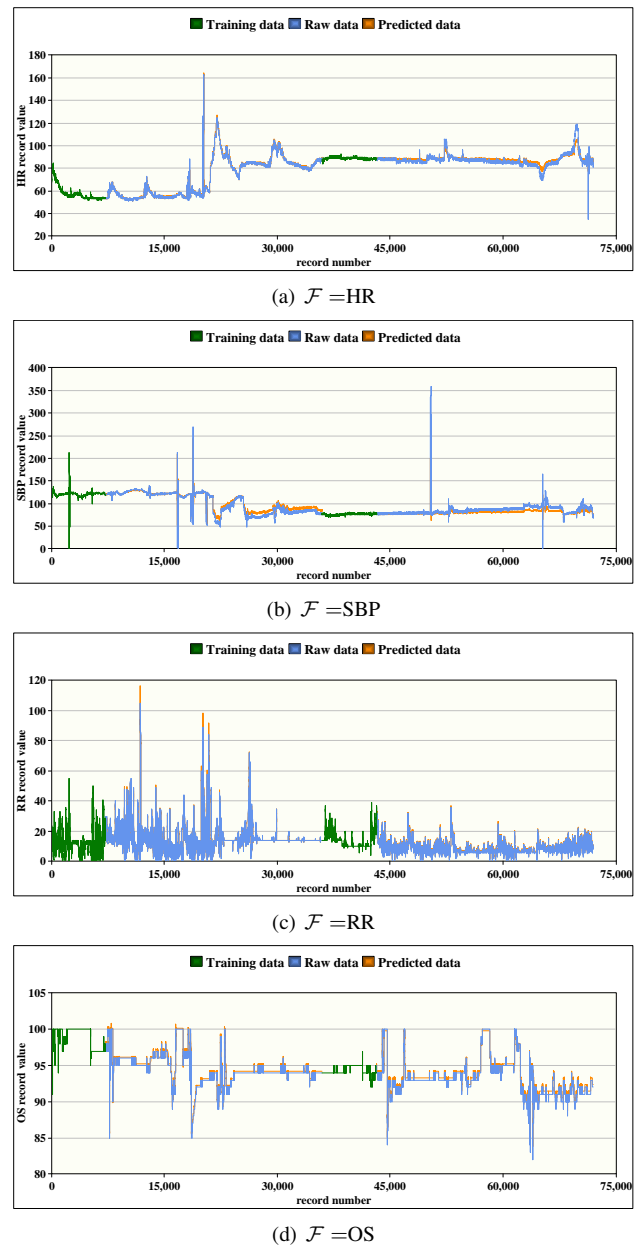 Training data Raw data Predicted data
HR record value
180
160
140
120
100
80
60
40
20
0 15,000 30,000 45,000 60,000 75,000
record number
(a) ℱ =HR
Training data Raw data Predicted data
SBP record value
400
350
300
250
200
150
100
50
0
0 15,000 30,000 45,000 60,000 75,000
record number
(b) ℱ =SBP
Training data Raw data Predicted data
RR record value
120
100
80
60
40
20
0
0 15,000 30,000 45,000 60,000 75,000
record number
(c) ℱ =RR
Training data Raw data Predicted data
OS record value
105
100
95
90
85
80
0 15,000 30,000 45,000 60,000 75,000
record number
(d) ℱ =OS